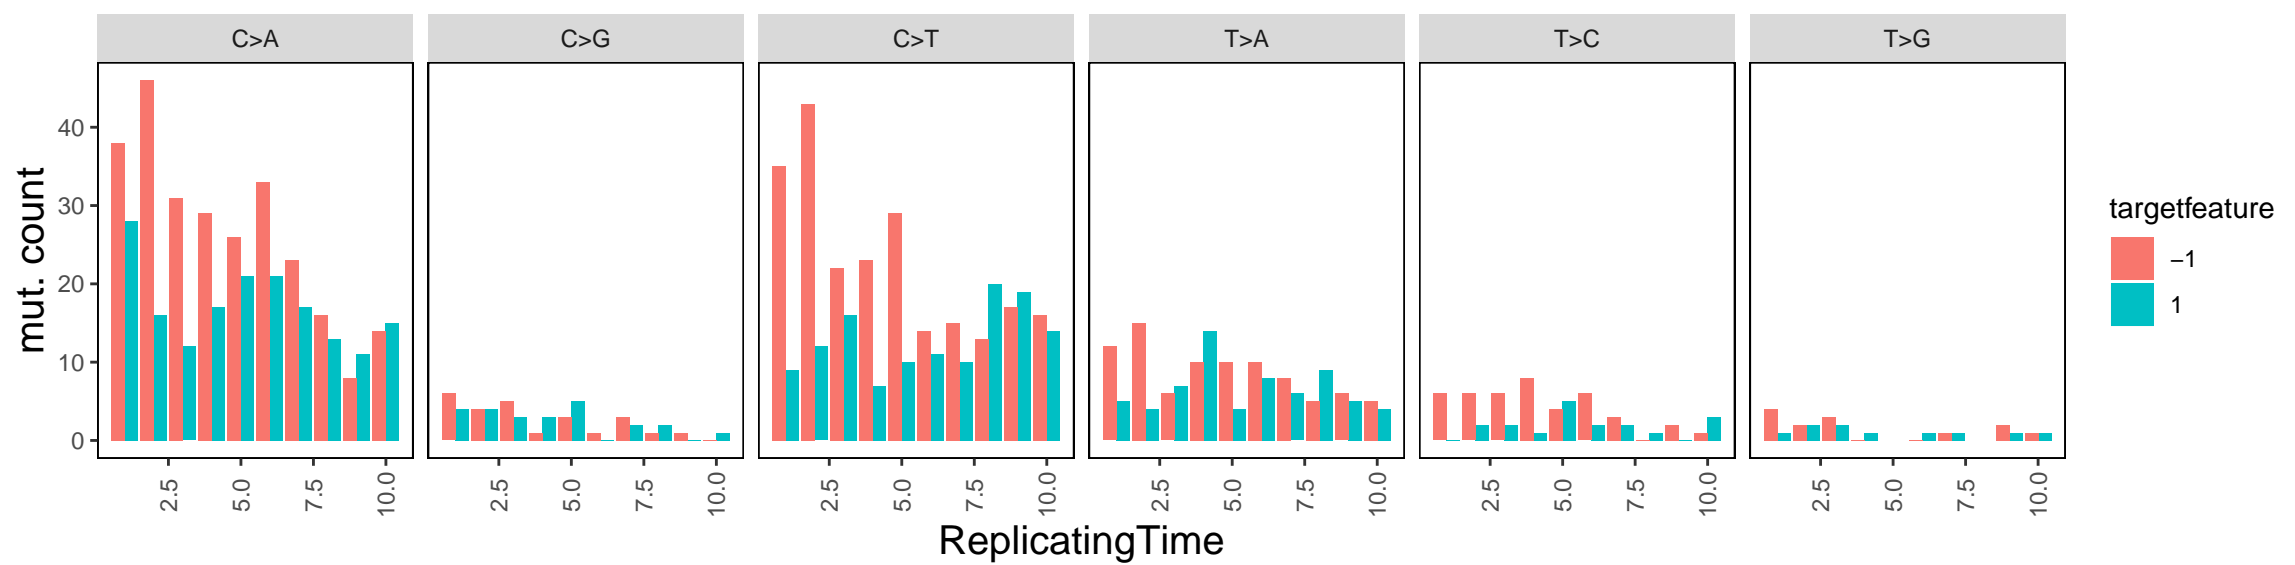 C>A C>G C>T T>A T>C T>G
mut. count
40
30
20
10
0
2.5 5.0 7.5 10.0 2.5 5.0 7.5 10.0 2.5 5.0 7.5 10.0 2.5 5.0 7.5 10.0 2.5 5.0 7.5 10.0 2.5 5.0 7.5 10.0
ReplicatingTime
targetfeature
−1
1